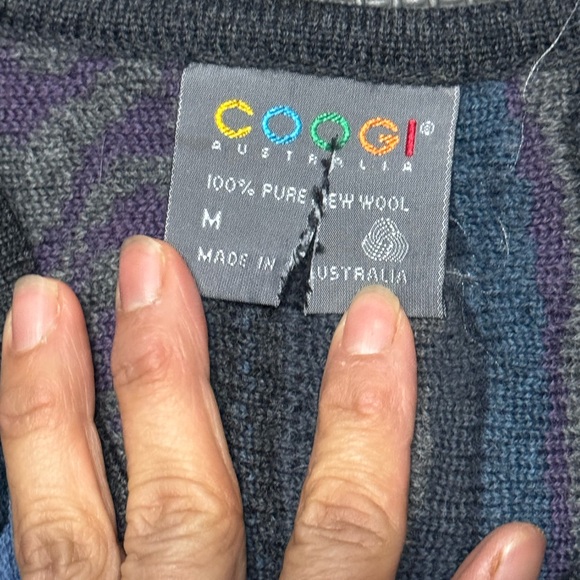 COOGI®
AUSTRALIA
100% PURE NEW WOOL
M
MADE IN AUSTRALIA